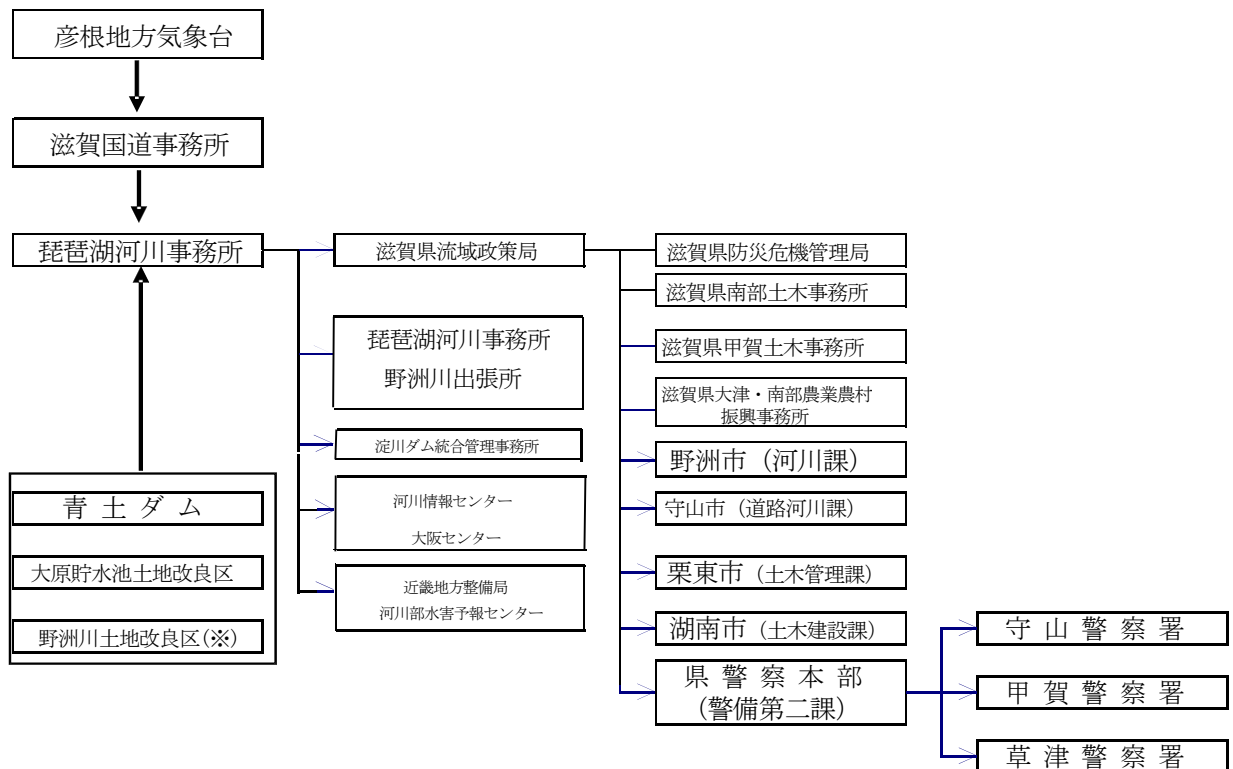 彦根地方気象台
滋賀国道事務所
琵琶湖河川事務所
青土ダム
大原貯水池土地改良区
野洲川土地改良区(※)
滋賀県流域政策局
琵琶湖河川事務所
野洲川出張所
淀川ダム統合管理事務所
河川情報センター
大阪センター
近畿地方整備局
河川部水害予報センター
滋賀県防災危機管理局
滋賀県南部土木事務所
滋賀県甲賀土木事務所
滋賀県大津・南部農業農村
振興事務所
野洲市（河川課）
守山市（道路河川課）
栗東市（土木管理課）
湖南市（土木建設課）
県警察本部
（警備第二課）
守山警察署
甲賀警察署
草津警察署